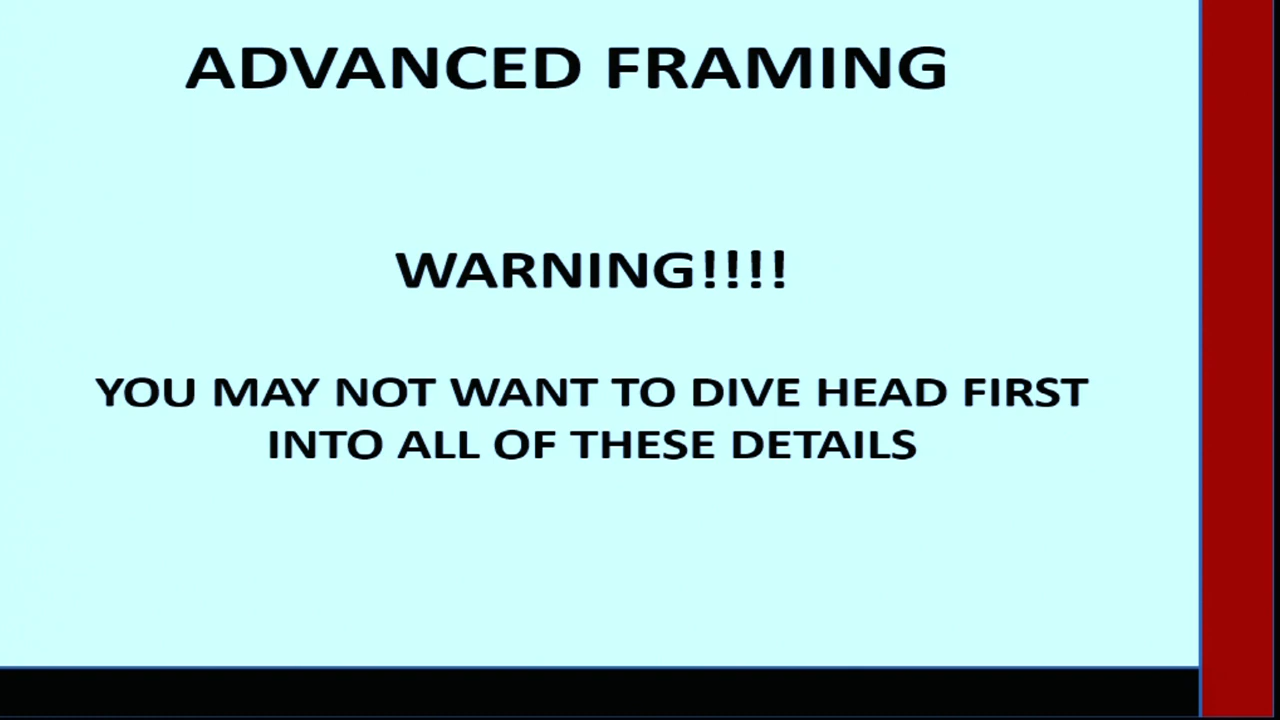 ADVANCED FRAMING
WARNING!!!!
YOU MAY NOT WANT TO DIVE HEAD FIRST
INTO ALL OF THESE DETAILS